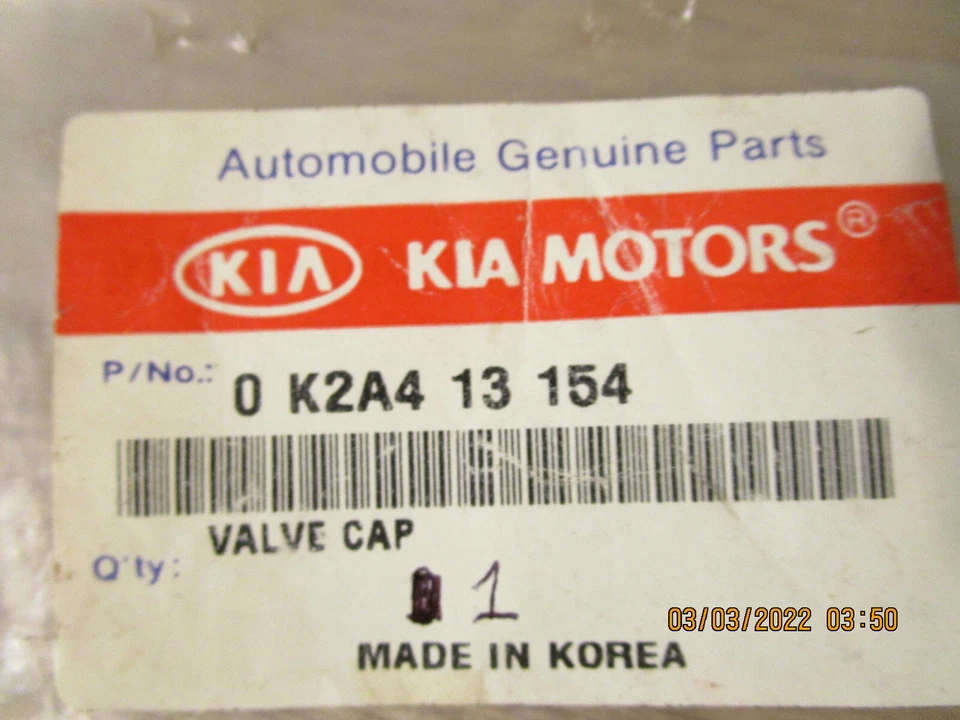 Automobile Genuine Parts
KIA KIA MOTORS®
P/No.: 0 K2A4 13 154
VALVE CAP
Q'ty: 1
MADE IN KOREA
03/03/2022 03:50